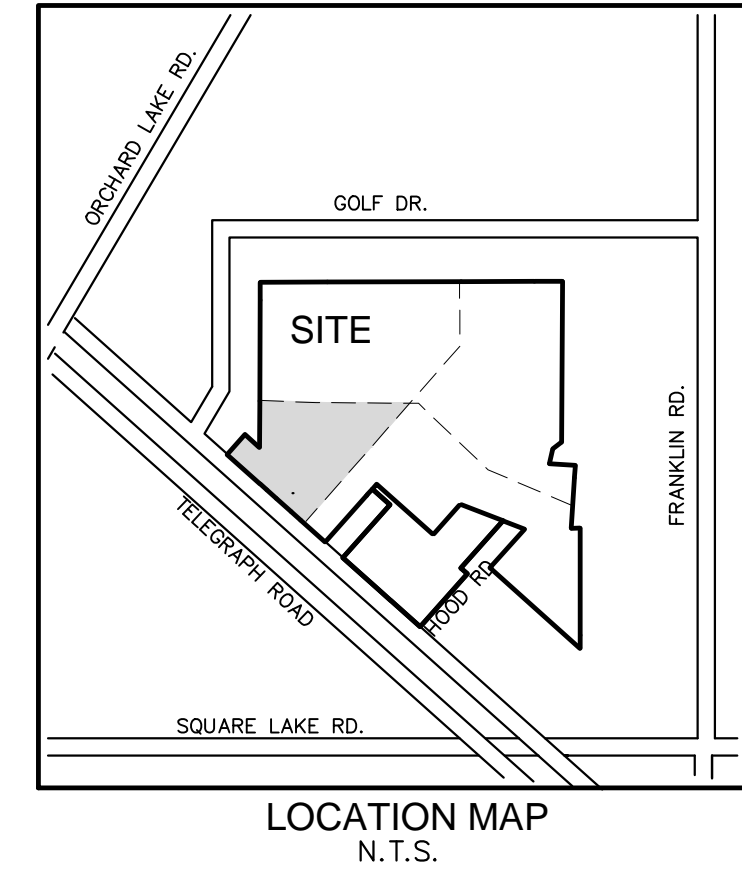 ORCHARD LAKE RD.
GOLF DR.
SITE
FRANKLIN RD.
TELEGRAPH ROAD
HOOD RD
SQUARE LAKE RD.
LOCATION MAP
N.T.S.